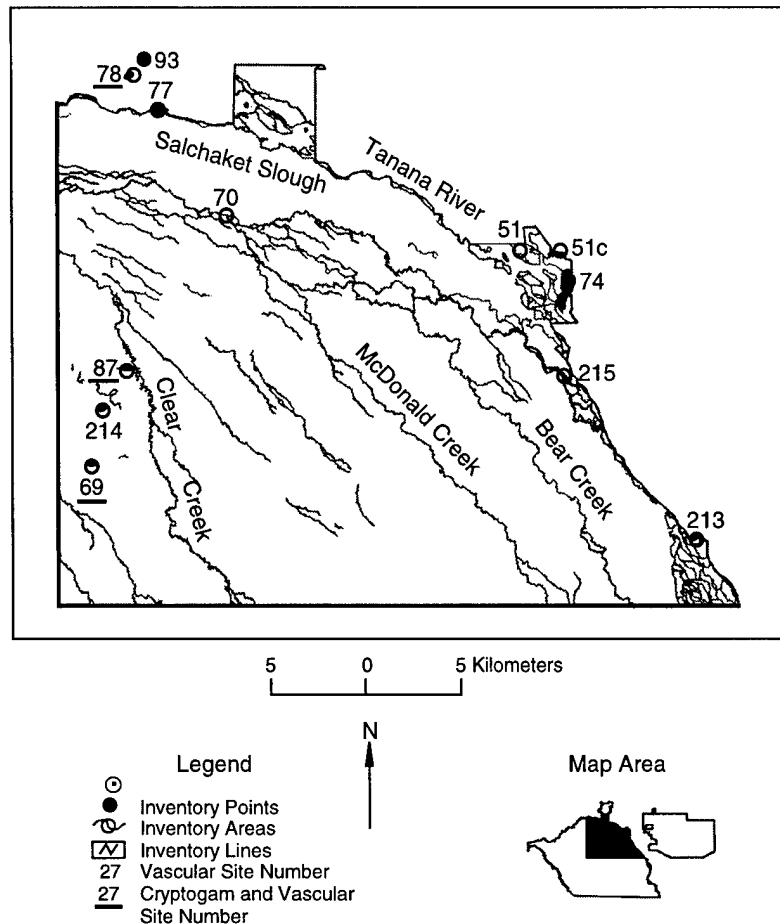 93
78
77
Salchaket Slough
Tanana River
70
51
51c
74
87
Clear Creek
McDonald Creek
215
Bear Creek
214
69
213
5 0 5 Kilometers
N
Legend
Inventory Points
Inventory Areas
Inventory Lines
27 Vascular Site Number
27 Cryptogam and Vascular
Site Number
Map Area